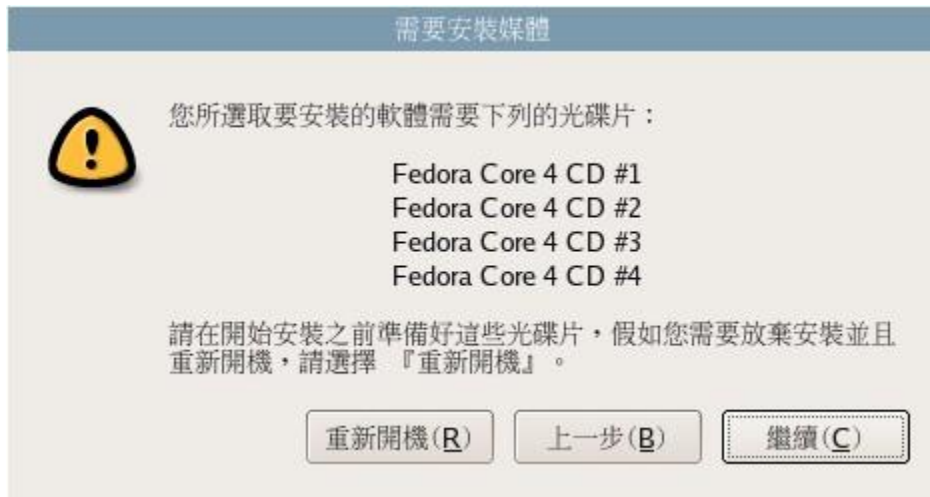 需要安裝媒體
您所選取要安裝的軟體需要下列的光碟片：
Fedora Core 4 CD #1
Fedora Core 4 CD #2
Fedora Core 4 CD #3
Fedora Core 4 CD #4
請在開始安裝之前準備好這些光碟片，假如您需要放棄安裝並且
重新開機，請選擇 『重新開機』。
重新開機(R) 上一步(B) 繼續(C)